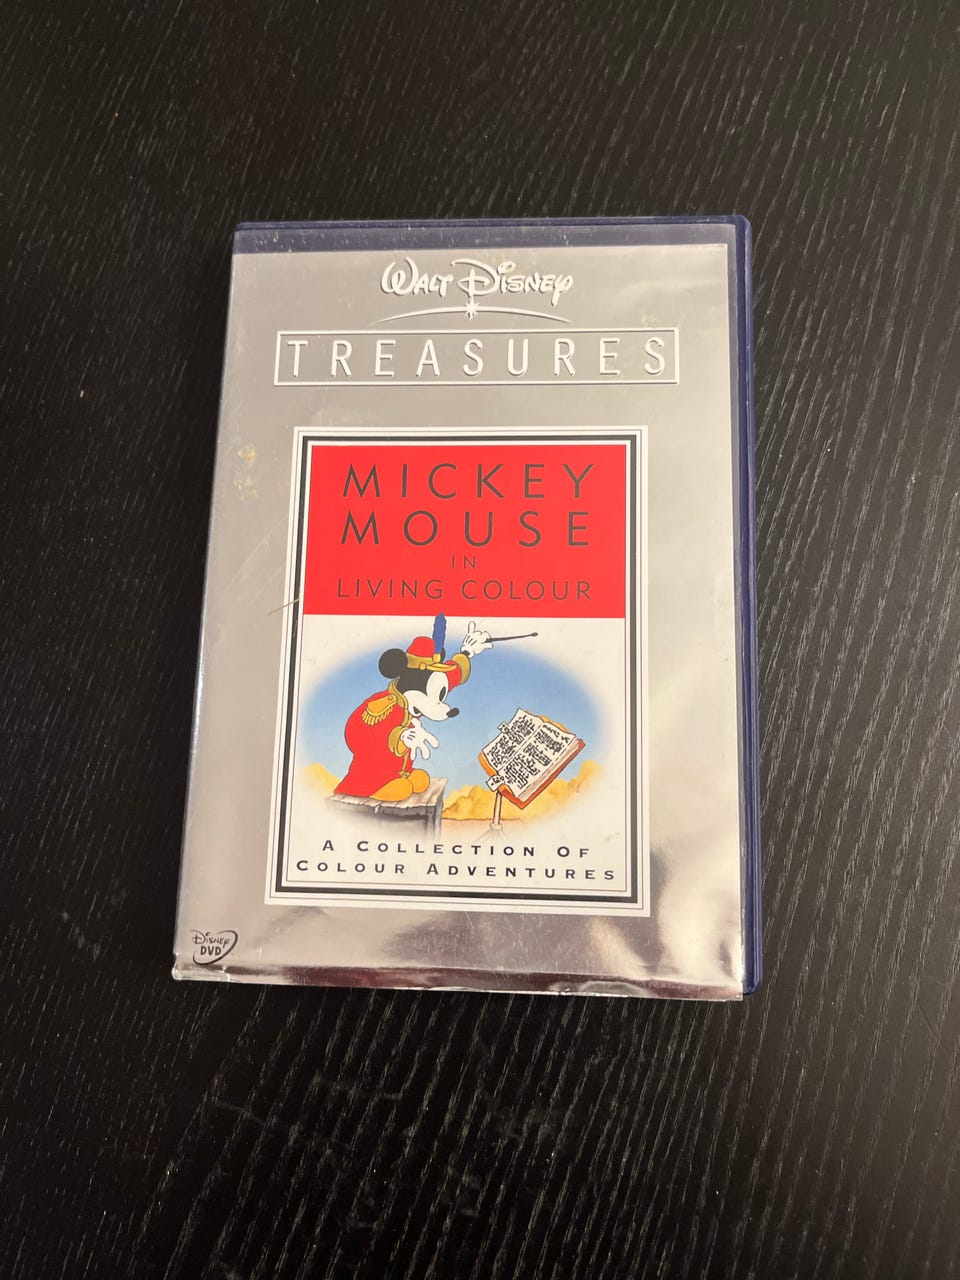 WALT DISNEY
TREASURES
MICKEY
MOUSE
IN
LIVING COLOUR
A COLLECTION OF
COLOUR ADVENTURES
DISNEY
DVD